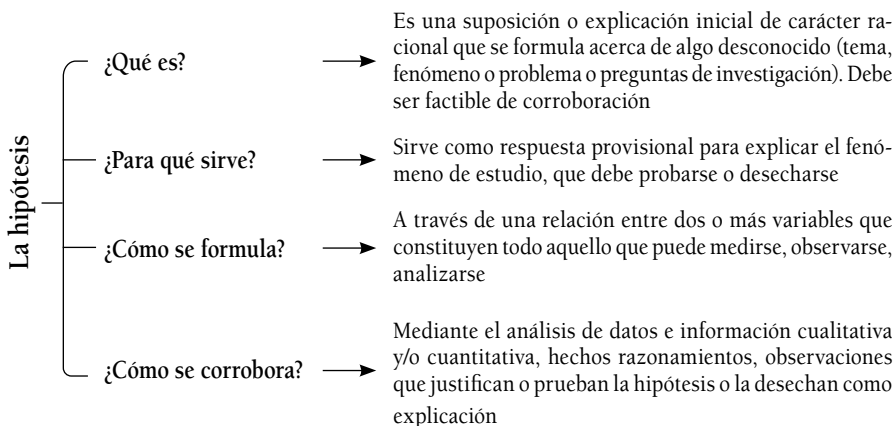 La hipótesis
¿Qué es?
Es una suposición o explicación inicial de carácter ra-
cional que se formula acerca de algo desconocido (tema,
fenómeno o problema o preguntas de investigación). Debe
ser factible de corroboración
¿Para qué sirve?
Sirve como respuesta provisional para explicar el fenó-
meno de estudio, que debe probarse o desecharse
¿Cómo se formula?
A través de una relación entre dos o más variables que
constituyen todo aquello que puede medirse, observarse,
analizarse
¿Cómo se corrobora?
Mediante el análisis de datos e información cualitativa
y/o cuantitativa, hechos razonamientos, observaciones
que justifican o prueban la hipótesis o la desechan como
explicación